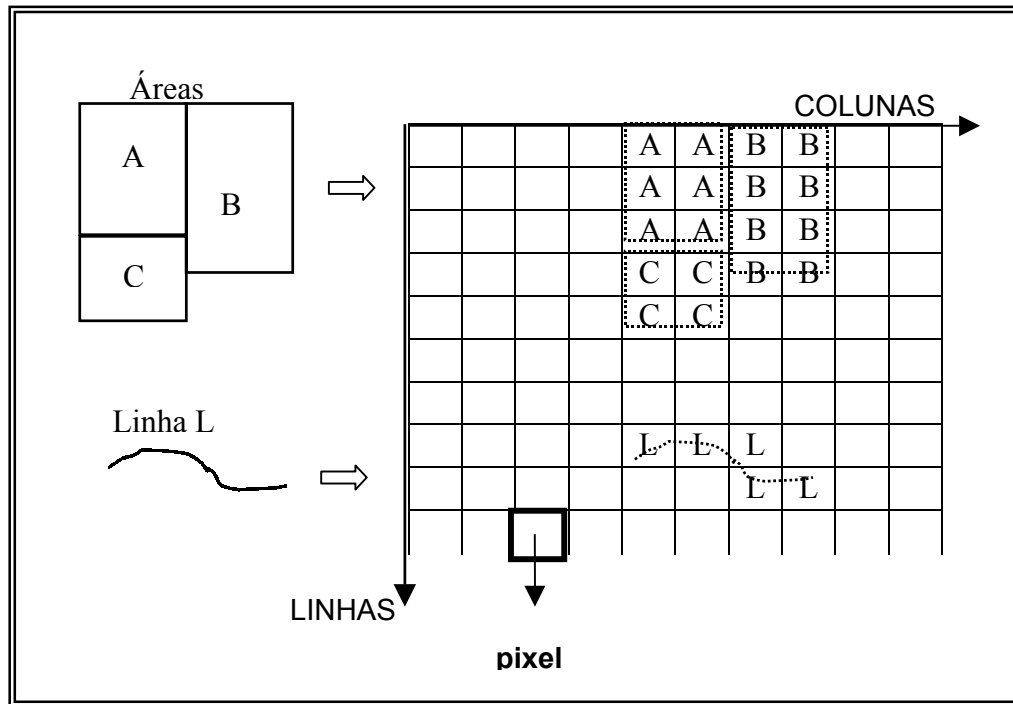 Áreas
COLUNAS
A
B
C
A A B B
A A B B
A A B B
C C B B
C C
Linha L
L L L
L L
LINHAS
pixel